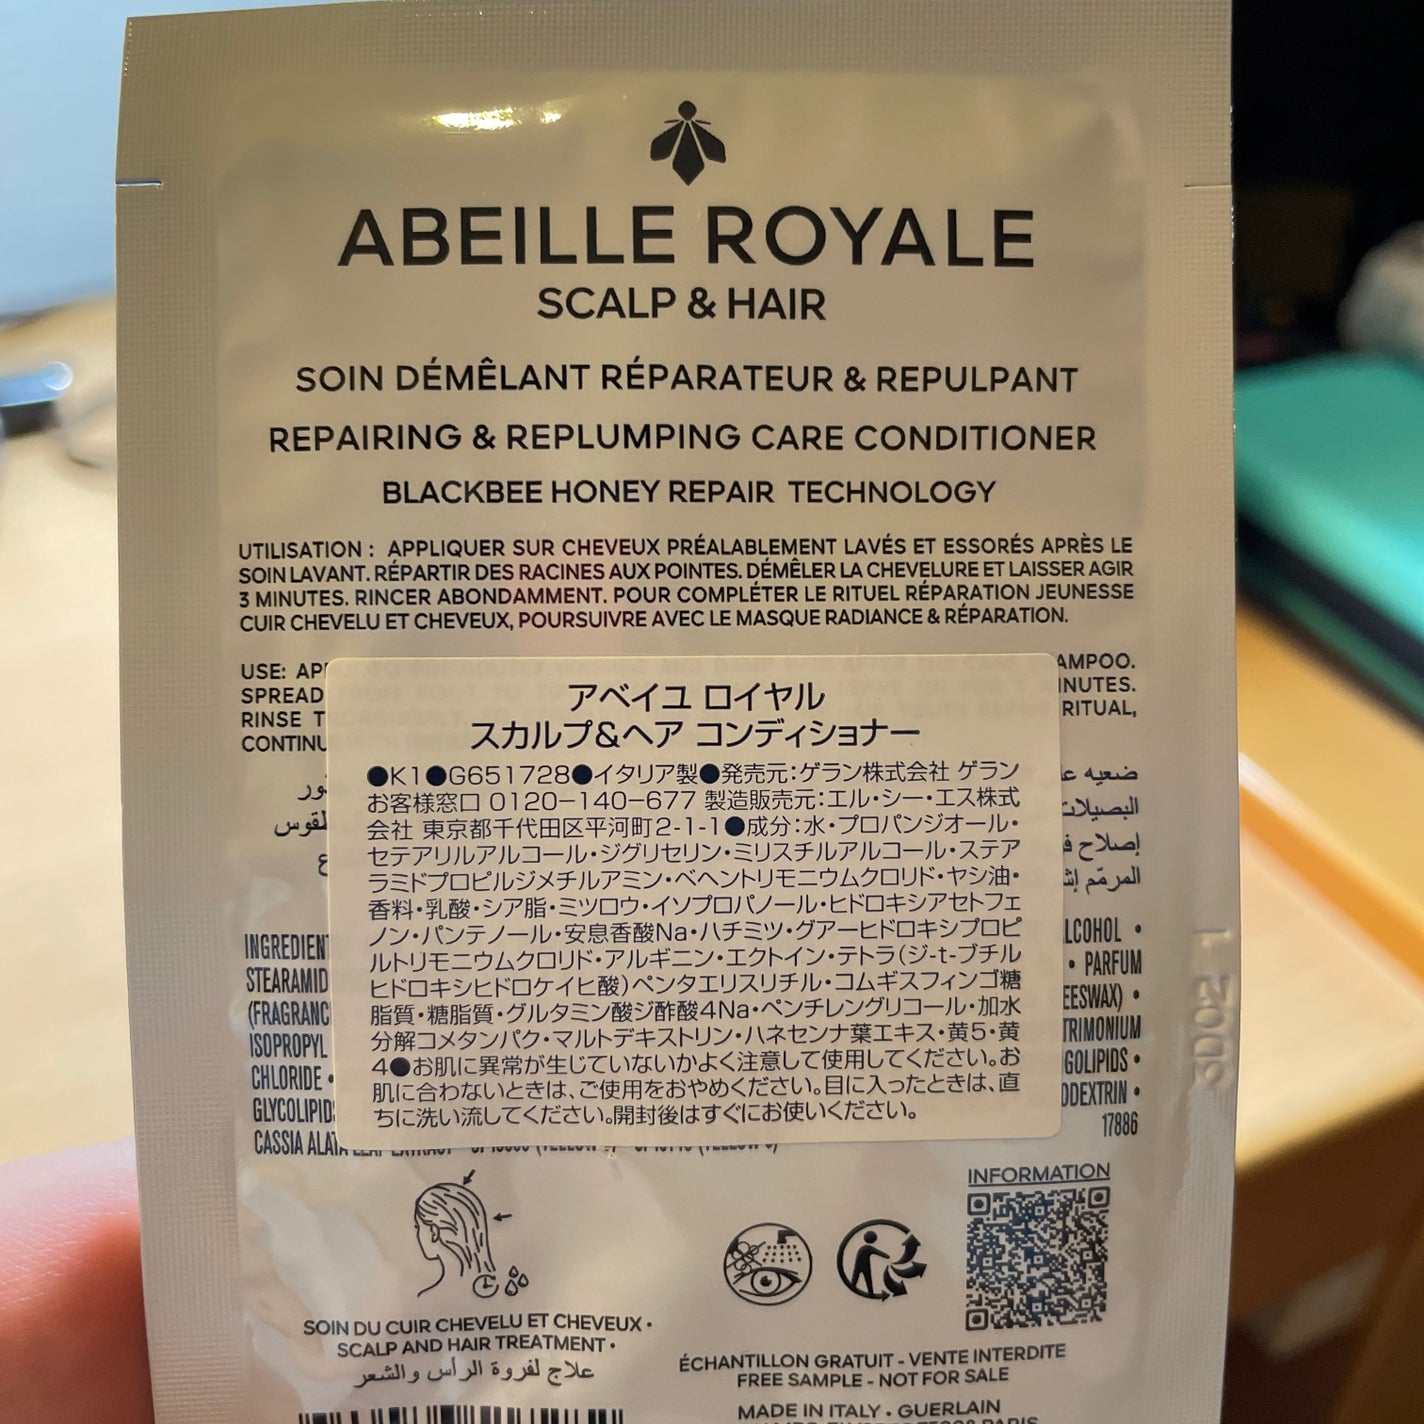 ABEILLE ROYALE
SCALP & HAIR
SOIN DÉMÊLANT RÉPARATEUR & REPULPANT
REPAIRING & REPLUMPING CARE CONDITIONER
BLACKBEE HONEY REPAIR TECHNOLOGY
UTILISATION : APPLIQUER SUR CHEVEUX PRÉALABLEMENT LAVÉS ET ESSORÉS APRÈS LE
SOIN LAVANT. RÉPARTIR DES RACINES AUX POINTES. DÉMÊLER LA CHEVELURE ET LAISSER AGIR
3 MINUTES. RINCER ABONDAMMENT. POUR COMPLÉTER LE RITUEL RÉPARATION JEUNESSE
CUIR CHEVELU ET CHEVEUX, POURSUIVRE AVEC LE MASQUE RADIANCE & RÉPARATION.
USE:
SPREAD MINUTES.
RINSE RITUAL,
アベイユ ロイヤル
スカルプ&ヘア コンディショナー
●K1●G651728●イタリア製●発売元:ゲラン株式会社 ゲラン
お客様窓口 0120-140-677 製造販売元:エル・シー・エス株式
会社 東京都千代田区平河町2-1-1●成分:水・プロパンジオール・
セテアリルアルコール・ジグリセリン・ミリスチルアルコール・ステア
ラミドプロピルジメチルアミン・ベヘントリモニウムクロリド・ヤシ油・
香料・乳酸・シア脂・ミツロウ・イソプロパノール・ヒドロキシアセトフェ
ノン・パンテノール・安息香酸Na・ハチミツ・グアーヒドロキシプロピ
ルトリモニウムクロリド・アルギニン・エクトイン・テトラ(ジ-t-ブチル
ヒドロキシヒドロケイヒ酸)ペンタエリスリチル・コムギスフィンゴ糖
脂質・糖脂質・グルタミン酸ジ酢酸4Na・ペンチレングリコール・加水
分解コメタンパク・マルトデキストリン・ハネセンナ葉エキス・黄5・黄
4●お肌に異常が生じていないかよく注意して使用してください。お
肌に合わないときは、ご使用をおやめください。目に入ったときは、直
ちに洗い流してください。開封後はすぐにお使いください。
ضعيه
البصيلات
إصلاح
المرمّم
• PARFUM
(FRAGRANC
ISOPROPYL
CHLORIDE •
CASSIA ALATA LEAF EXTRACT
17886
3D02 1
INFORMATION
SOIN DU CUIR CHEVELU ET CHEVEUX •
SCALP AND HAIR TREATMENT •
علاج لفروة الرأس والشعر
ÉCHANTILLON GRATUIT - VENTE INTERDITE
FREE SAMPLE - NOT FOR SALE
MADE IN ITALY • GUERLAIN